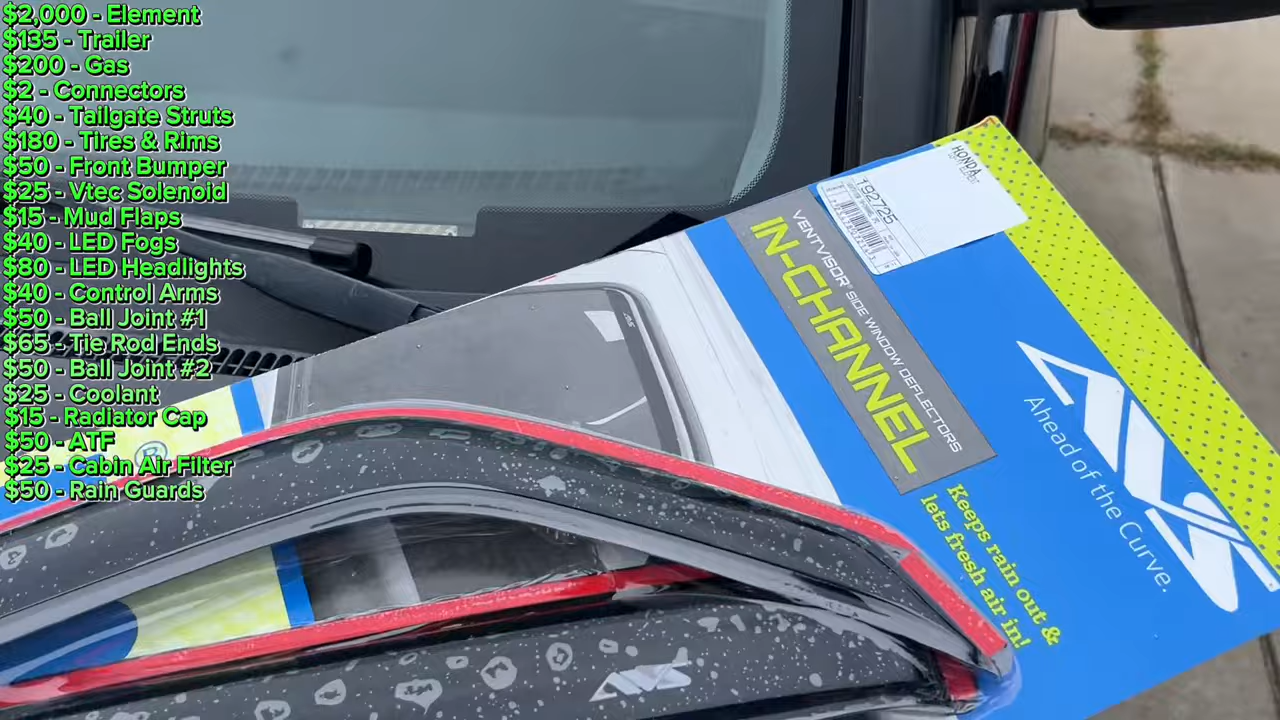 $2,000 - Element
$135 - Trailer
$200 - Gas
$2 - Connectors
$40 - Tailgate Struts
$180 - Tires & Rims
$50 - Front Bumper
$25 - Vtec Solenoid
$15 - Mud Flaps
$40 - LED Fogs
$80 - LED Headlights
$40 - Control Arms
$50 - Ball Joint #1
$65 - Tie Rod Ends
$50 - Ball Joint #2
$25 - Coolant
$15 - Radiator Cap
$50 - ATF
$25 - Cabin Air Filter
$50 - Rain Guards
HONDA
192725
VENTVISOR® SIDE WINDOW DEFLECTORS
IN-CHANNEL
Keeps rain out &
lets fresh air in!
AVS
Ahead of the Curve.
AVS